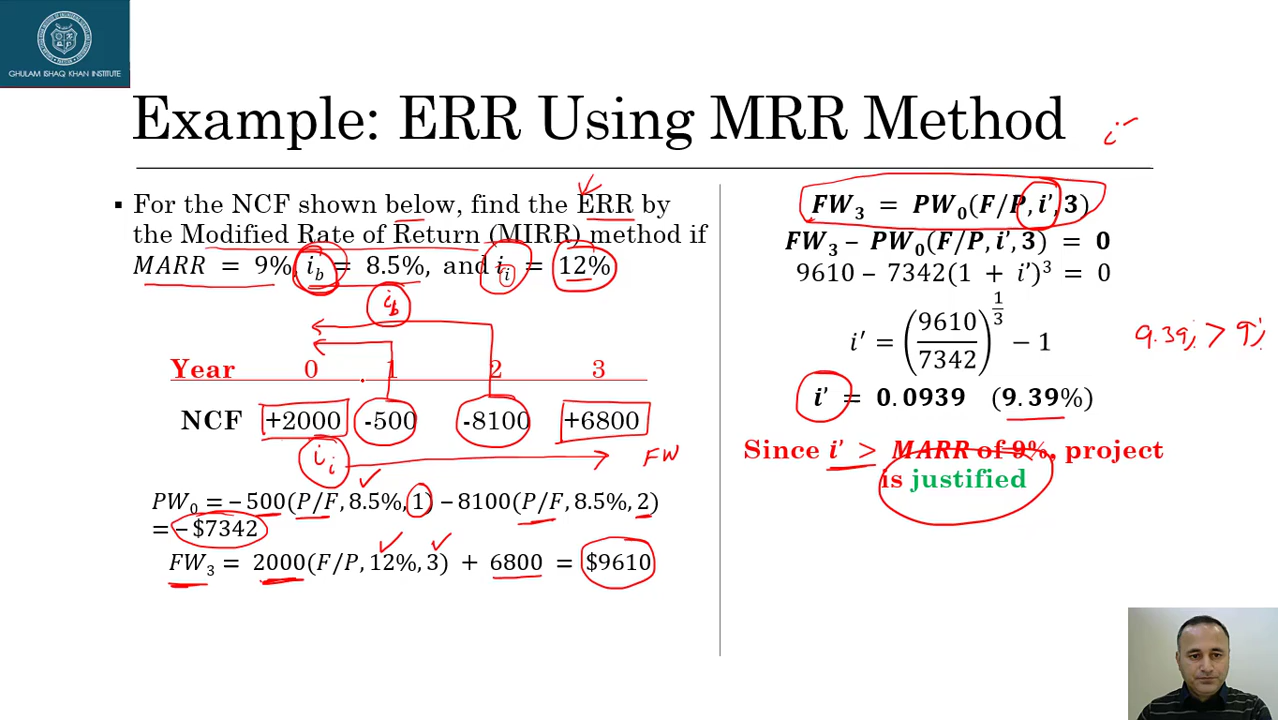 GHULAM ISHAQ KHAN INSTITUTE
Example: ERR Using MRR Method
i'
▪ For the NCF shown below, find the ERR by
the Modified Rate of Return (MIRR) method if
MARR = 9%, i_b = 8.5%, and i_i = 12%
i_b
Year 0 1 2 3
NCF +2000 -500 -8100 +6800
i_i FW
PW₀ = −500(P/F, 8.5%, 1) −8100(P/F, 8.5%, 2)
= −$7342
FW₃ = 2000(F/P, 12%, 3) + 6800 = $9610
FW₃ = PW₀(F/P, i', 3)
FW₃ − PW₀(F/P, i', 3) = 0
9610 − 7342(1 + i')³ = 0
i' = (9610/7342)^(1/3) − 1
9.39% > 9%
i' = 0.0939 (9.39%)
Since i' > MARR of 9%, project
is justified